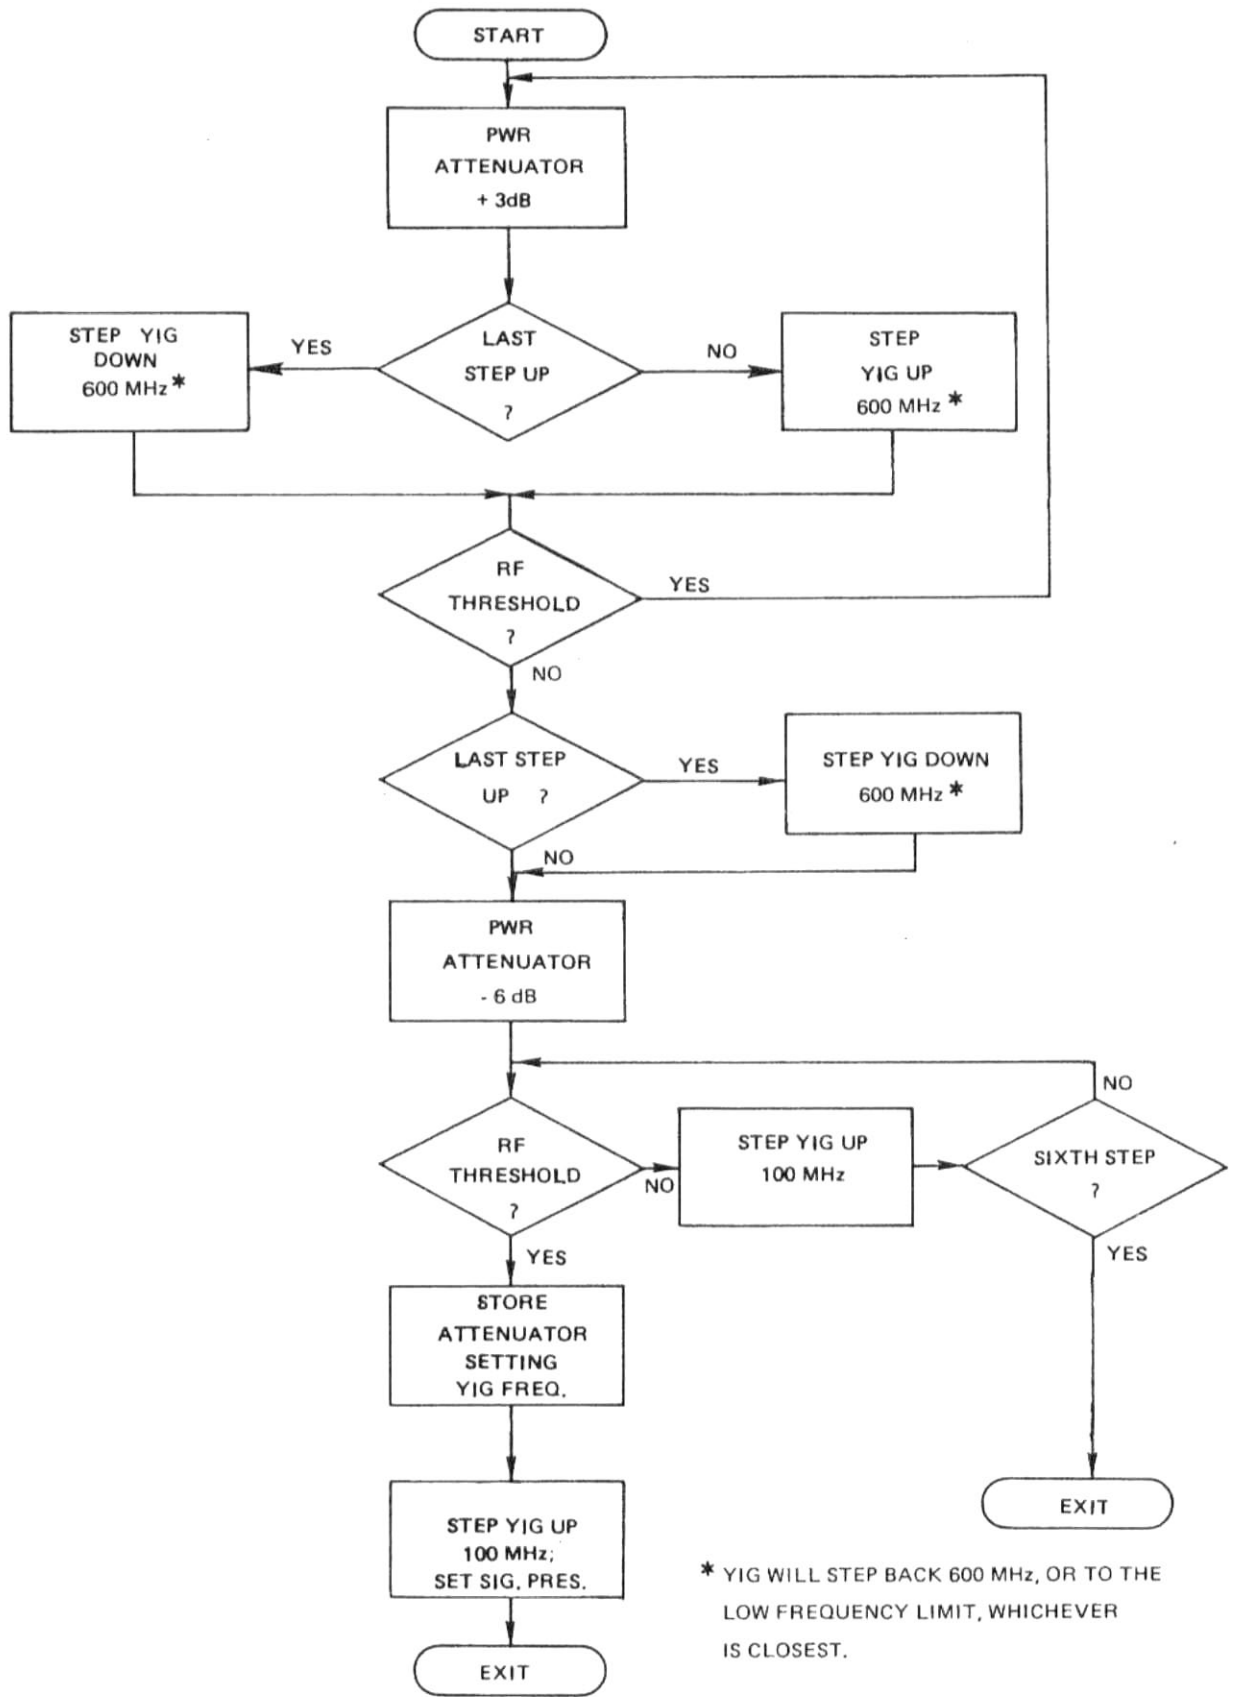 START
PWR
ATTENUATOR
+ 3dB
LAST
STEP UP
?
YES
NO
STEP YIG
DOWN
600 MHz *
STEP
YIG UP
600 MHz *
RF
THRESHOLD
?
YES
NO
LAST STEP
UP ?
YES
STEP YIG DOWN
600 MHz *
NO
PWR
ATTENUATOR
- 6 dB
RF
THRESHOLD
?
NO
STEP YIG UP
100 MHz
SIXTH STEP
?
NO
YES
YES
STORE
ATTENUATOR
SETTING
YIG FREQ.
STEP YIG UP
100 MHz;
SET SIG. PRES.
EXIT
EXIT
* YIG WILL STEP BACK 600 MHz, OR TO THE
LOW FREQUENCY LIMIT, WHICHEVER
IS CLOSEST.